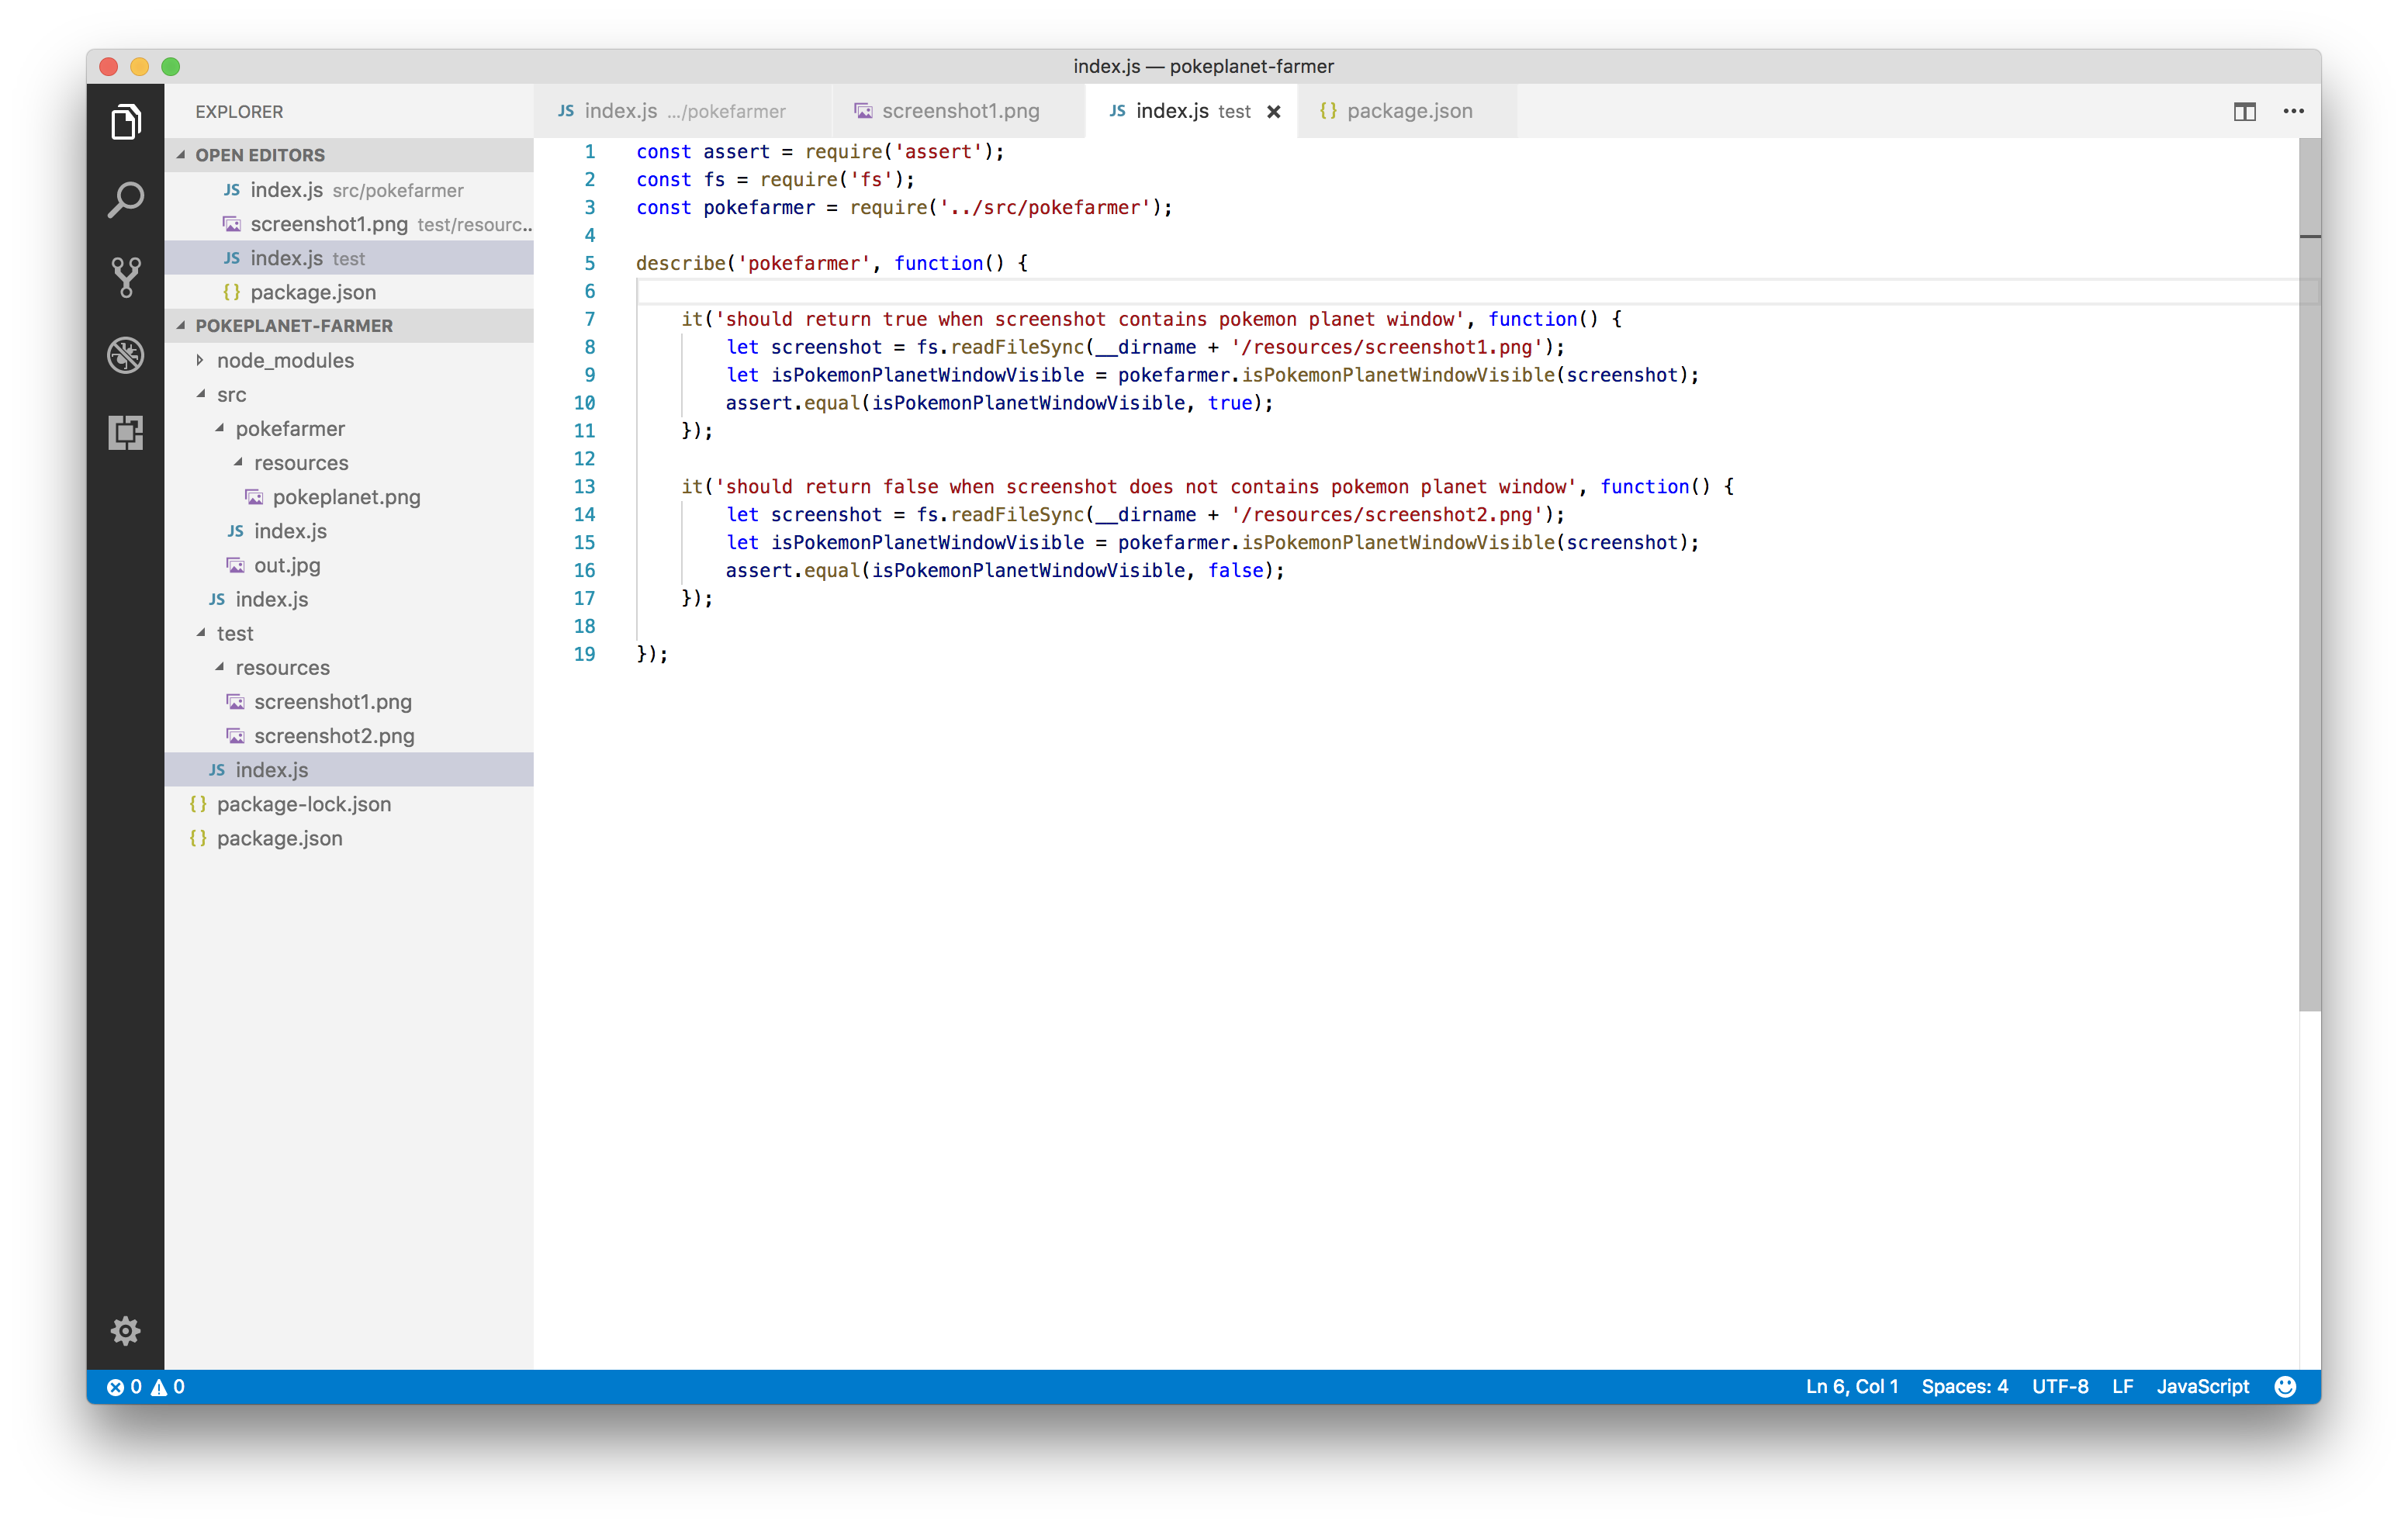 index.js — pokeplanet-farmer
EXPLORER
OPEN EDITORS
JS index.js src/pokefarmer
screenshot1.png test/resourc...
JS index.js test
{} package.json
POKEPLANET-FARMER
node_modules
src
pokefarmer
resources
pokeplanet.png
JS index.js
out.jpg
JS index.js
test
resources
screenshot1.png
screenshot2.png
JS index.js
{} package-lock.json
{} package.json
JS index.js .../pokefarmer
screenshot1.png
JS index.js test
{} package.json
1 const assert = require('assert');
2 const fs = require('fs');
3 const pokefarmer = require('../src/pokefarmer');
4
5 describe('pokefarmer', function() {
6
7 it('should return true when screenshot contains pokemon planet window', function() {
8 let screenshot = fs.readFileSync(__dirname + '/resources/screenshot1.png');
9 let isPokemonPlanetWindowVisible = pokefarmer.isPokemonPlanetWindowVisible(screenshot);
10 assert.equal(isPokemonPlanetWindowVisible, true);
11 });
12
13 it('should return false when screenshot does not contains pokemon planet window', function() {
14 let screenshot = fs.readFileSync(__dirname + '/resources/screenshot2.png');
15 let isPokemonPlanetWindowVisible = pokefarmer.isPokemonPlanetWindowVisible(screenshot);
16 assert.equal(isPokemonPlanetWindowVisible, false);
17 });
18
19 });
0 0
Ln 6, Col 1 Spaces: 4 UTF-8 LF JavaScript